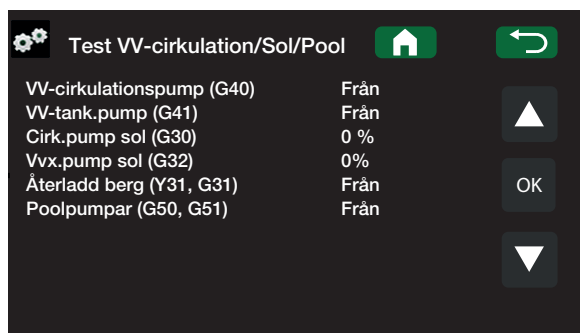 Test VV-cirkulation/Sol/Pool
VV-cirkulationspump (G40) Från
VV-tank.pump (G41) Från
Cirk.pump sol (G30) 0 %
Vvx.pump sol (G32) 0%
Återladd berg (Y31, G31) Från
OK
Poolpumpar (G50, G51) Från